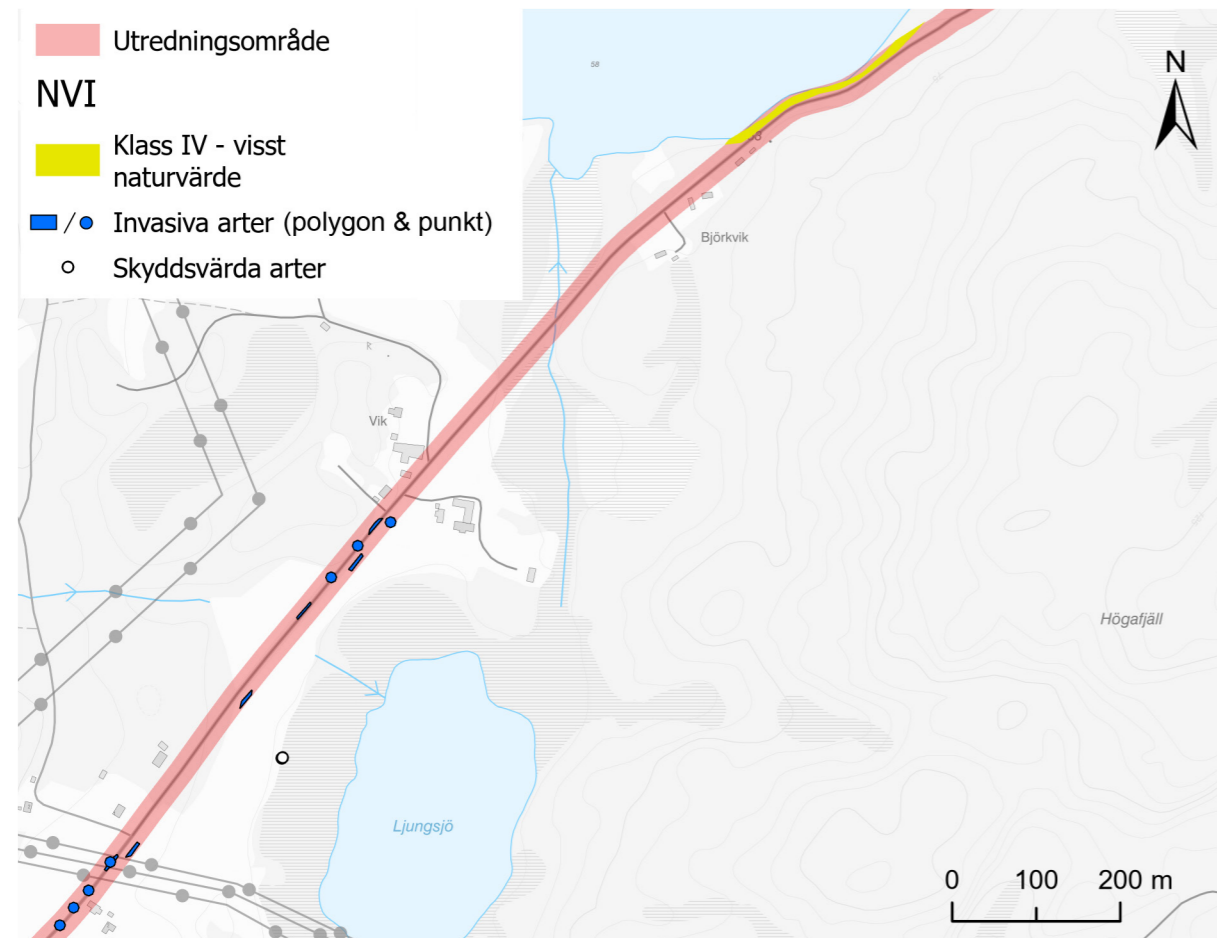 Utredningsområde
NVI
Klass IV - visst
naturvärde
Invasiva arter (polygon & punkt)
Skyddsvärda arter
58
N
Björkvik
R
Vik
Högafjäll
Ljungsjö
0 100 200 m